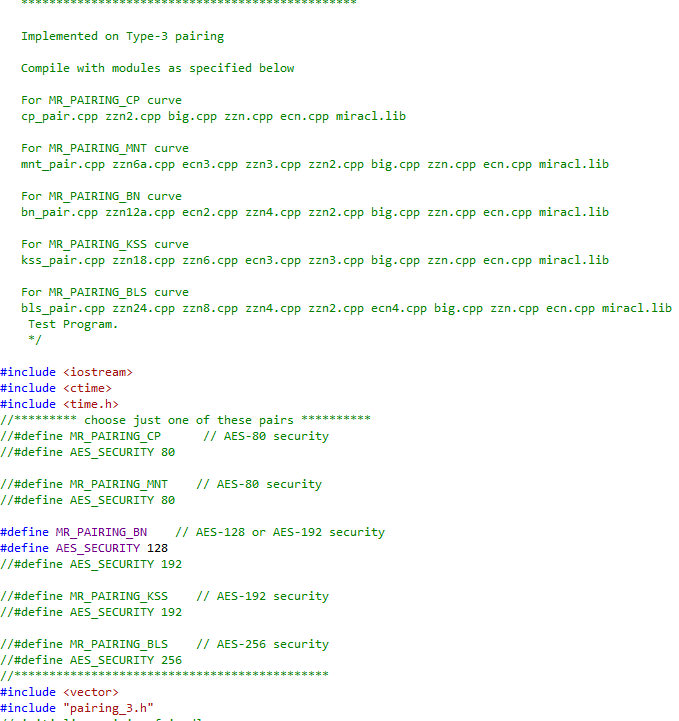 ************************************************
Implemented on Type-3 pairing
Compile with modules as specified below
For MR_PAIRING_CP curve
cp_pair.cpp zzn2.cpp big.cpp zzn.cpp ecn.cpp miracl.lib
For MR_PAIRING_MNT curve
mnt_pair.cpp zzn6a.cpp ecn3.cpp zzn3.cpp zzn2.cpp big.cpp zzn.cpp ecn.cpp miracl.lib
For MR_PAIRING_BN curve
bn_pair.cpp zzn12a.cpp ecn2.cpp zzn4.cpp zzn2.cpp big.cpp zzn.cpp ecn.cpp miracl.lib
For MR_PAIRING_KSS curve
kss_pair.cpp zzn18.cpp zzn6.cpp ecn3.cpp zzn3.cpp big.cpp zzn.cpp ecn.cpp miracl.lib
For MR_PAIRING_BLS curve
bls_pair.cpp zzn24.cpp zzn8.cpp zzn4.cpp zzn2.cpp ecn4.cpp big.cpp zzn.cpp ecn.cpp miracl.lib
Test Program.
*/
#include <iostream>
#include <ctime>
#include <time.h>
//********* choose just one of these pairs **********
//#define MR_PAIRING_CP      // AES-80 security
//#define AES_SECURITY 80
//#define MR_PAIRING_MNT    // AES-80 security
//#define AES_SECURITY 80
#define MR_PAIRING_BN    // AES-128 or AES-192 security
#define AES_SECURITY 128
//#define AES_SECURITY 192
//#define MR_PAIRING_KSS    // AES-192 security
//#define AES_SECURITY 192
//#define MR_PAIRING_BLS    // AES-256 security
//#define AES_SECURITY 256
//*********************************************
#include <vector>
#include "pairing_3.h"